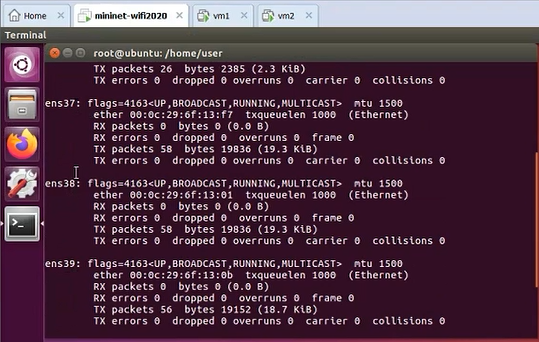 Home
mininet-wifi2020
vm1
vm2
Terminal
root@ubuntu: /home/user
TX packets 26  bytes 2385 (2.3 KiB)
TX errors 0  dropped 0 overruns 0  carrier 0  collisions 0
ens37: flags=4163<UP,BROADCAST,RUNNING,MULTICAST>  mtu 1500
ether 00:0c:29:6f:13:f7  txqueuelen 1000  (Ethernet)
RX packets 0  bytes 0 (0.0 B)
RX errors 0  dropped 0  overruns 0  frame 0
TX packets 58  bytes 19836 (19.3 KiB)
TX errors 0  dropped 0 overruns 0  carrier 0  collisions 0
ens38: flags=4163<UP,BROADCAST,RUNNING,MULTICAST>  mtu 1500
ether 00:0c:29:6f:13:01  txqueuelen 1000  (Ethernet)
RX packets 0  bytes 0 (0.0 B)
RX errors 0  dropped 0  overruns 0  frame 0
TX packets 58  bytes 19836 (19.3 KiB)
TX errors 0  dropped 0 overruns 0  carrier 0  collisions 0
ens39: flags=4163<UP,BROADCAST,RUNNING,MULTICAST>  mtu 1500
ether 00:0c:29:6f:13:0b  txqueuelen 1000  (Ethernet)
RX packets 0  bytes 0 (0.0 B)
RX errors 0  dropped 0  overruns 0  frame 0
TX packets 56  bytes 19152 (18.7 KiB)
TX errors 0  dropped 0 overruns 0  carrier 0  collisions 0